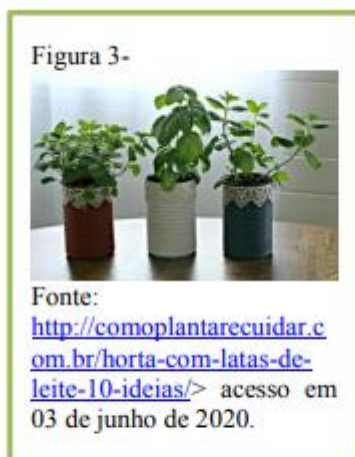 Figura 3-
Fonte:
http://comoplantarecuidar.c
om.br/horta-com-latas-de-
leite-10-ideias/> acesso em
03 de junho de 2020.